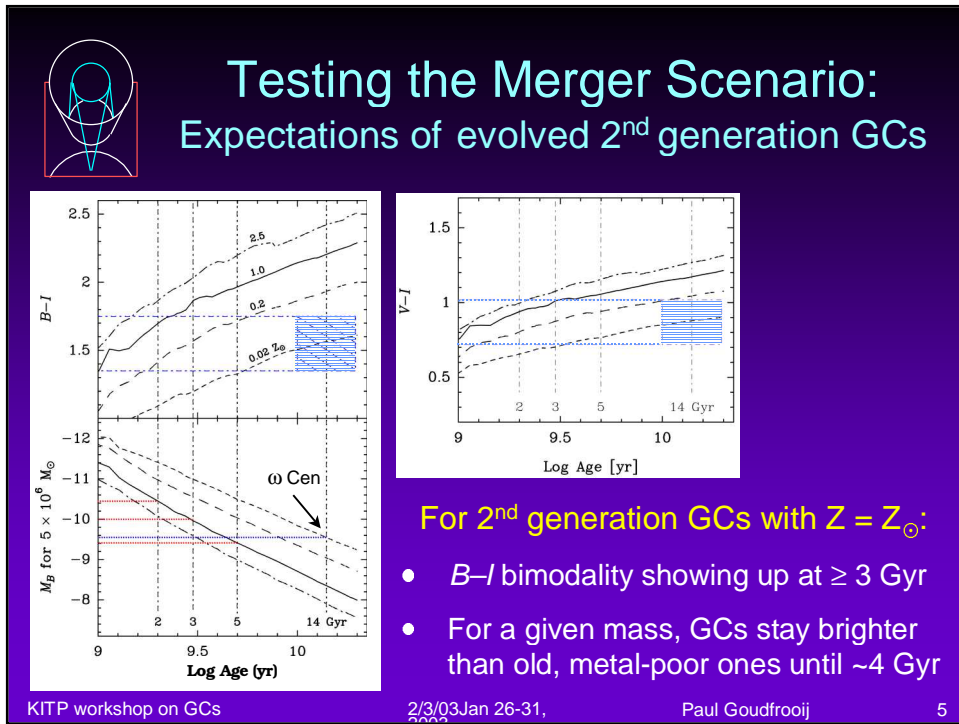 Testing the Merger Scenario:
Expectations of evolved 2nd generation GCs
2.5
2
1.5
B–I
2.5
1.0
0.2
0.02 Z⊙
-12
-11
-10
-9
-8
M_B for 5 × 10^6 M⊙
ω Cen
2 3 5 14 Gyr
9 9.5 10
Log Age (yr)
1.5
1
0.5
V–I
2 3 5 14 Gyr
9 9.5 10
Log Age [yr]
For 2nd generation GCs with Z = Z⊙:
• B–I bimodality showing up at ≥ 3 Gyr
• For a given mass, GCs stay brighter
than old, metal-poor ones until ~4 Gyr
KITP workshop on GCs 2/3/03Jan 26-31, Paul Goudfrooij 5
2003